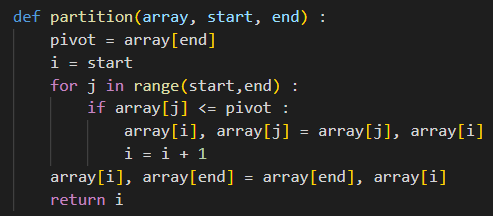 def partition(array, start, end) :
    pivot = array[end]
    i = start
    for j in range(start,end) :
        if array[j] <= pivot :
            array[i], array[j] = array[j], array[i]
            i = i + 1
    array[i], array[end] = array[end], array[i]
    return i